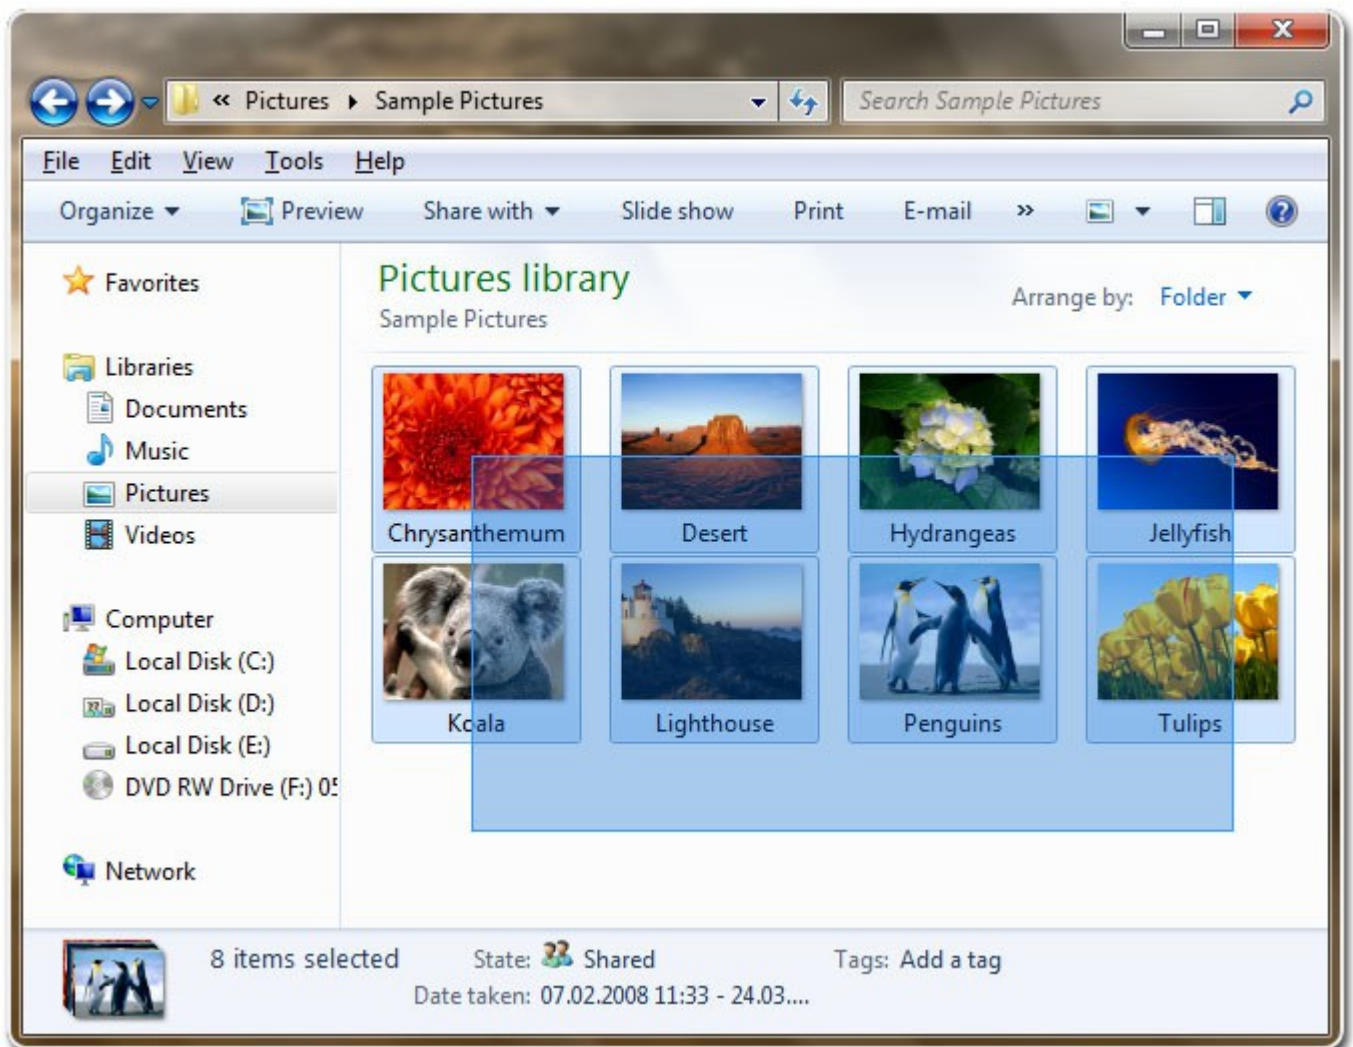 « Pictures ▸ Sample Pictures Search Sample Pictures
File Edit View Tools Help
Organize Preview Share with Slide show Print E-mail »
Favorites
Libraries
Documents
Music
Pictures
Videos
Computer
Local Disk (C:)
Local Disk (D:)
Local Disk (E:)
DVD RW Drive (F:) 05
Network
Pictures library
Sample Pictures
Arrange by: Folder
Chrysanthemum Desert Hydrangeas Jellyfish
Koala Lighthouse Penguins Tulips
8 items selected State: Shared Tags: Add a tag
Date taken: 07.02.2008 11:33 - 24.03....